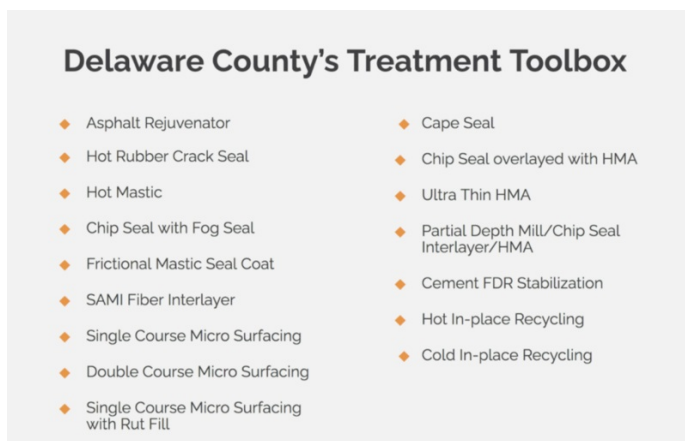 Delaware County's Treatment Toolbox
Asphalt Rejuvenator
Hot Rubber Crack Seal
Hot Mastic
Chip Seal with Fog Seal
Frictional Mastic Seal Coat
SAMI Fiber Interlayer
Single Course Micro Surfacing
Double Course Micro Surfacing
Single Course Micro Surfacing
with Rut Fill
Cape Seal
Chip Seal overlayed with HMA
Ultra Thin HMA
Partial Depth Mill/Chip Seal
Interlayer/HMA
Cement FDR Stabilization
Hot In-place Recycling
Cold In-place Recycling